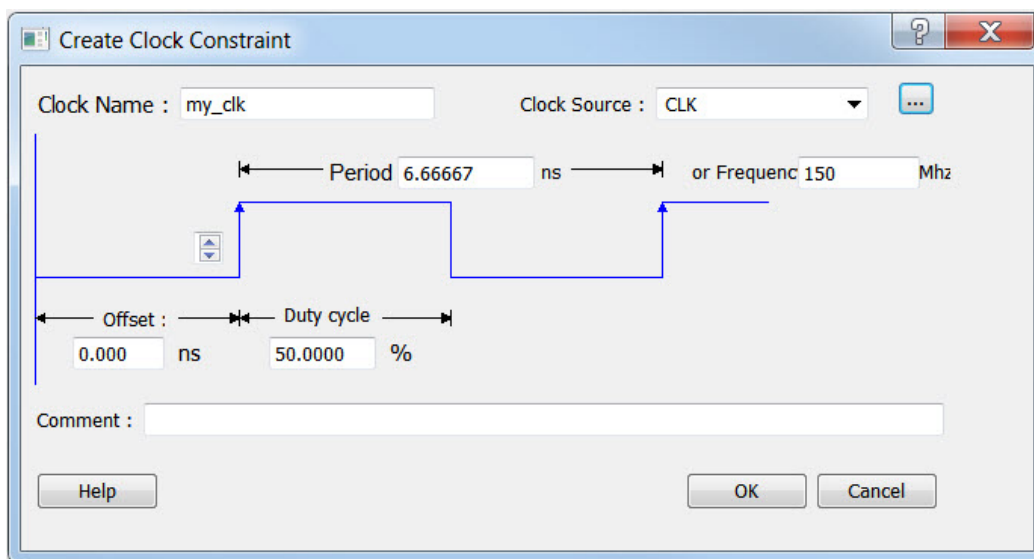 Create Clock Constraint
Clock Name : my_clk Clock Source : CLK ...
Period 6.66667 ns or Frequenc 150 Mhz
Offset : Duty cycle
0.000 ns 50.0000 %
Comment :
Help OK Cancel